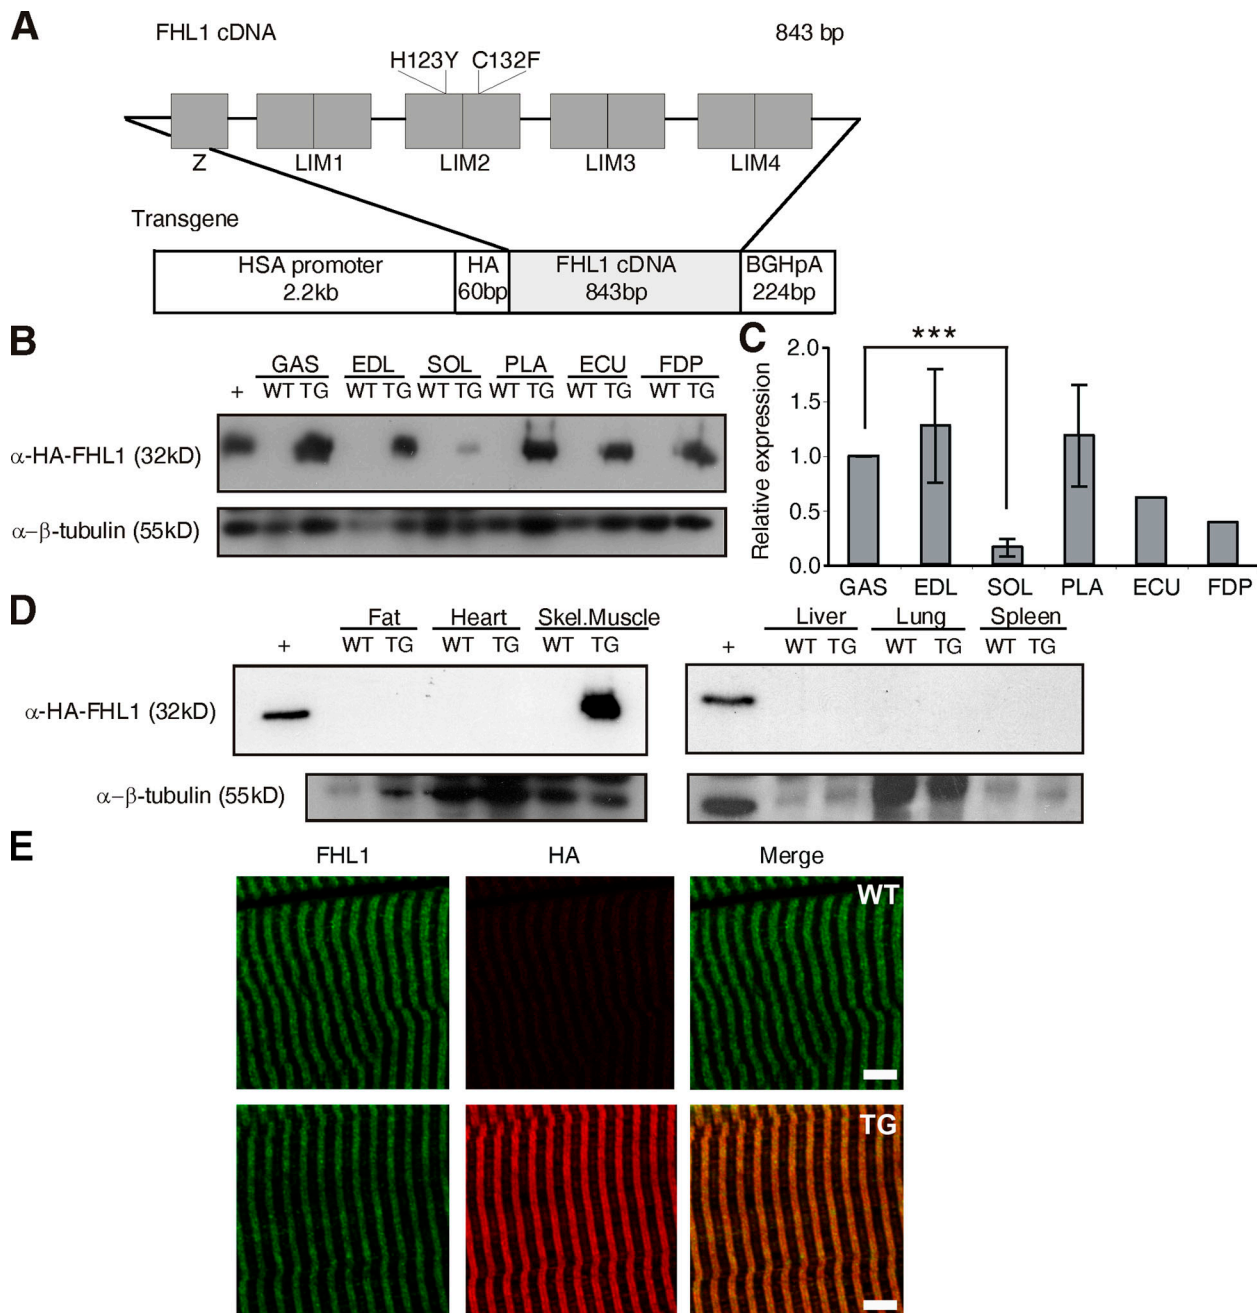 A
FHL1 cDNA 843 bp
H123Y C132F
Z LIM1 LIM2 LIM3 LIM4
Transgene
HSA promoter 2.2kb
HA 60bp
FHL1 cDNA 843bp
BGHpA 224bp
B
GAS EDL SOL PLA ECU FDP
+ WT TG WT TG WT TG WT TG WT TG WT TG
α-HA-FHL1 (32kD)
α-β-tubulin (55kD)
C
***
Relative expression
2.0
1.5
1.0
0.5
0.0
GAS EDL SOL PLA ECU FDP
D
Fat Heart Skel.Muscle
+ WT TG WT TG WT TG
Liver Lung Spleen
+ WT TG WT TG WT TG
α-HA-FHL1 (32kD)
α-β-tubulin (55kD)
E
FHL1 HA Merge
WT
TG